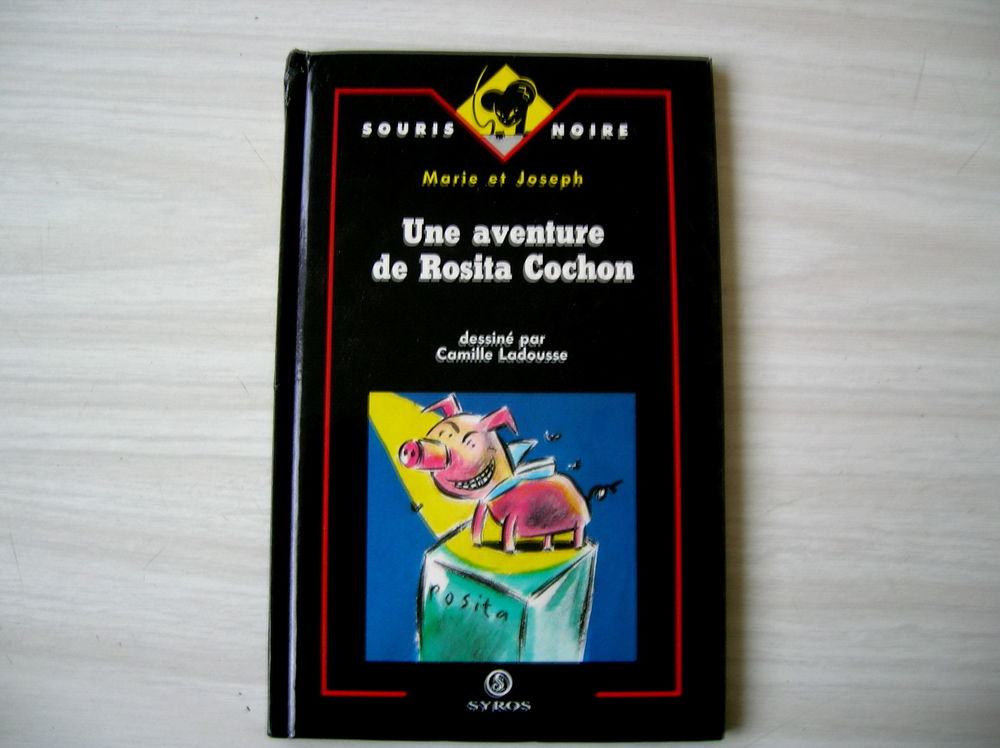 SOURIS NOIRE
Marie et Joseph
Une aventure
de Rosita Cochon
dessiné par
Camille Ladousse
rosita
SYROS